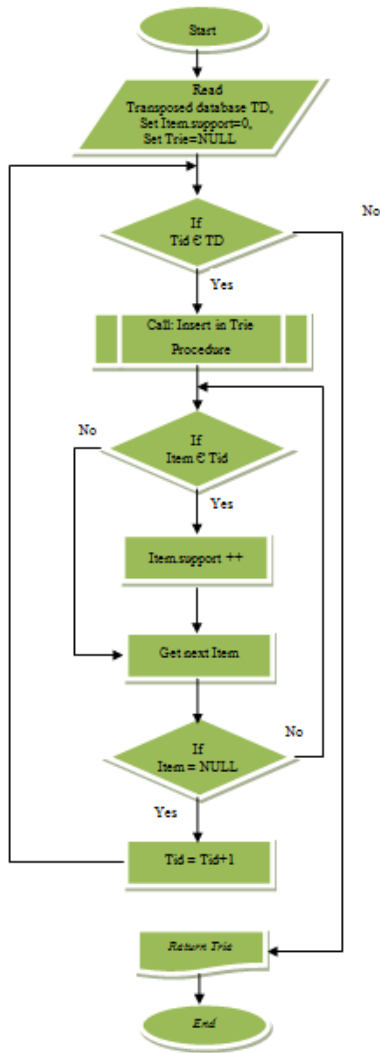 Start
Read
Transposed database TD,
Set Item.support=0,
Set Trie=NULL
If
Tid Є TD
No
Yes
Call: Insert in Trie
Procedure
If
Item Є Tid
No
Yes
Item.support ++
Get next Item
If
Item = NULL
No
Yes
Tid = Tid+1
Return Trie
End